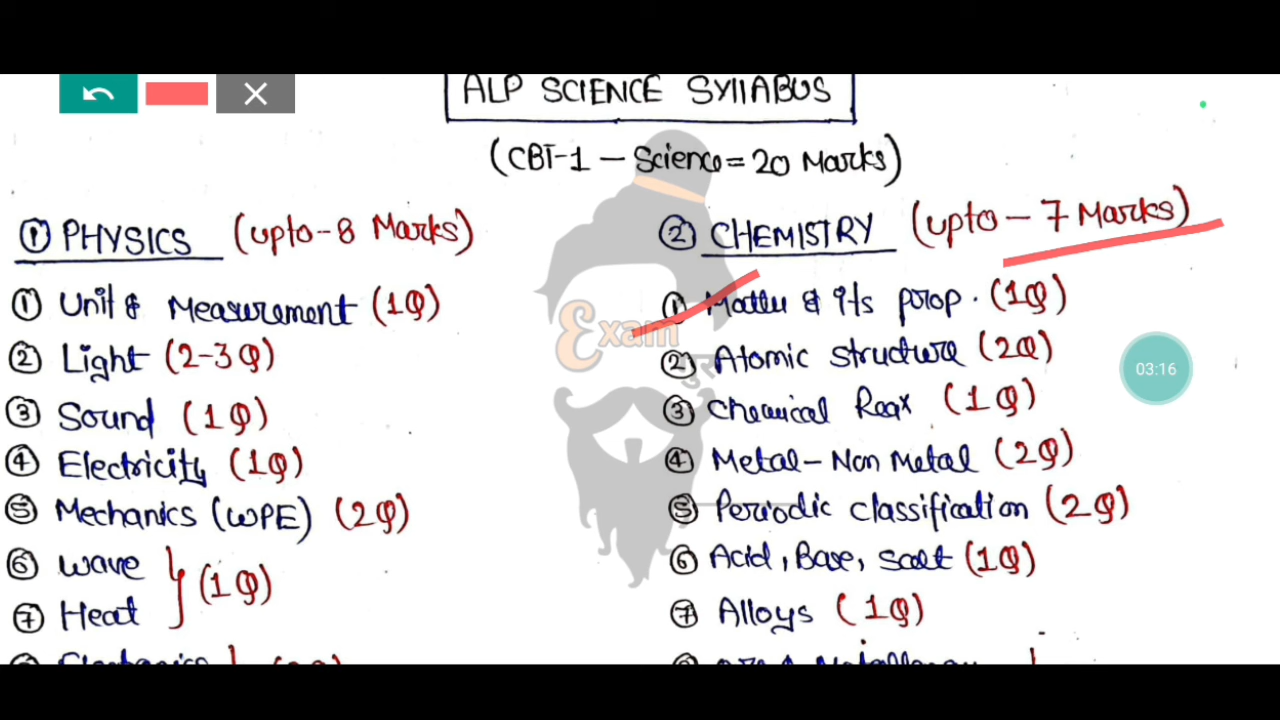 ALP SCIENCE SYllABUS
(CBT-1 – Science = 20 Marks)
① PHYSICS (upto - 8 Marks)
① Unit & Measurement (1Q)
② Light (2-3Q)
③ Sound (1Q)
④ Electricity (1Q)
⑤ Mechanics (WPE) (2Q)
⑥ Wave
⑦ Heat } (1Q)
② CHEMISTRY (upto – 7 Marks)
① Matter & its prop. (1Q)
② Atomic structure (2Q)
③ Chemical Reax (1Q)
④ Metal – Non Metal (2Q)
⑤ Periodic classification (2Q)
⑥ Acid, Base, Salt (1Q)
⑦ Alloys (1Q)
Exam
03:16